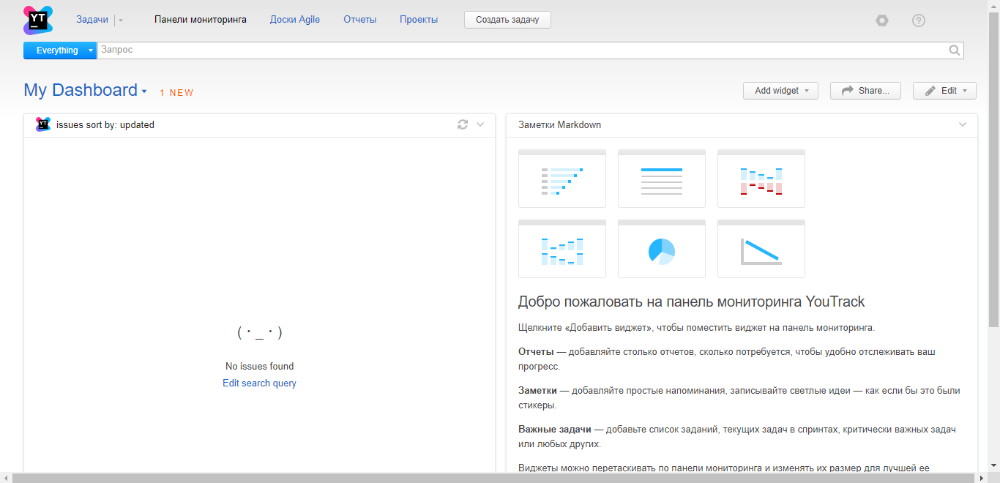 YT
Задачи
Панели мониторинга
Доски Agile
Отчеты
Проекты
Создать задачу
?
Everything
Запрос
My Dashboard
1 NEW
Add widget
Share...
Edit
YT
issues sort by: updated
( · _ · )
No issues found
Edit search query
Заметки Markdown
Добро пожаловать на панель мониторинга YouTrack
Щелкните «Добавить виджет», чтобы поместить виджет на панель мониторинга.
Отчеты — добавляйте столько отчетов, сколько потребуется, чтобы удобно отслеживать ваш
прогресс.
Заметки — добавляйте простые напоминания, записывайте светлые идеи — как если бы это были
стикеры.
Важные задачи — добавьте список заданий, текущих задач в спринтах, критически важных задач
или любых других.
Виджеты можно перетаскивать по панели мониторинга и изменять их размер для лучшей ее